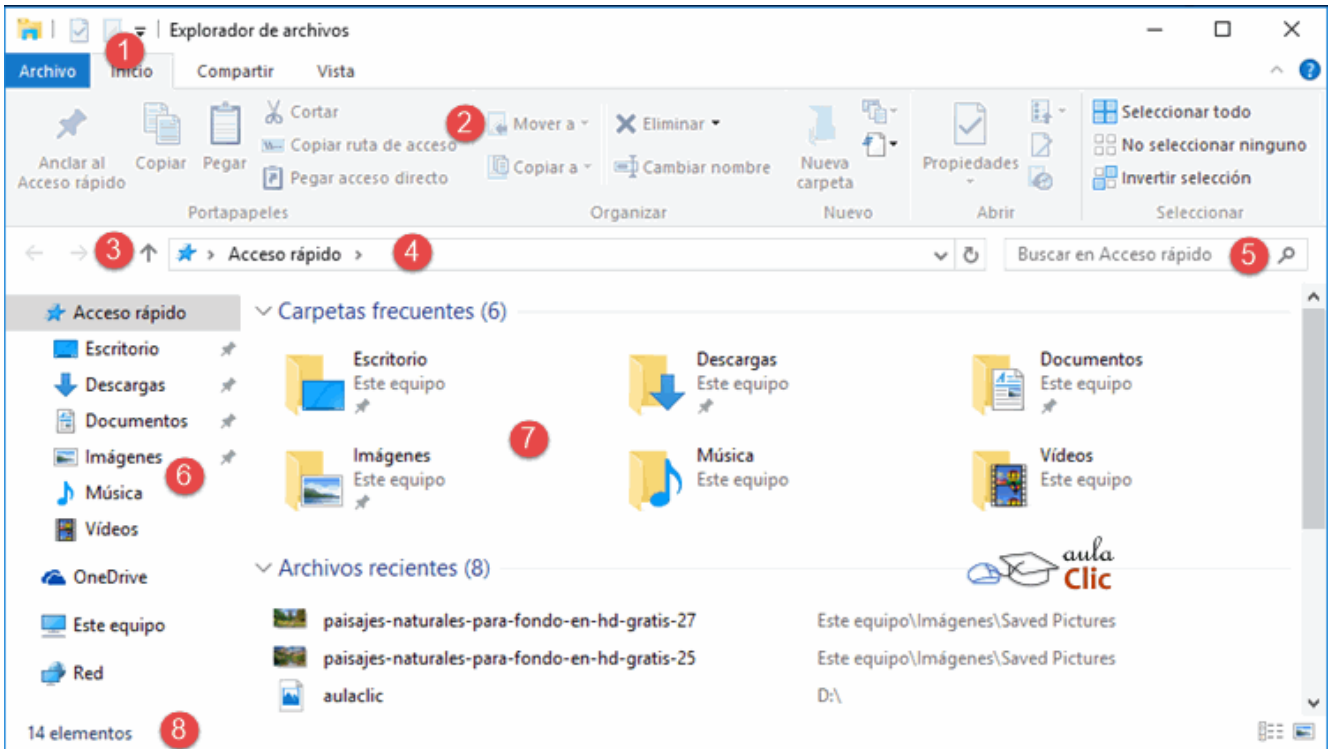 Explorador de archivos
1
Archivo Inicio Compartir Vista
Anclar al Acceso rápido
Copiar
Pegar
Cortar
Copiar ruta de acceso
Pegar acceso directo
Portapapeles
2
Mover a
Copiar a
Eliminar
Cambiar nombre
Organizar
Nueva carpeta
Nuevo
Propiedades
Abrir
Seleccionar todo
No seleccionar ninguno
Invertir selección
Seleccionar
3
Acceso rápido
4
Buscar en Acceso rápido
5
Acceso rápido
Escritorio
Descargas
Documentos
Imágenes
6
Música
Vídeos
OneDrive
Este equipo
Red
Carpetas frecuentes (6)
Escritorio
Este equipo
Descargas
Este equipo
Documentos
Este equipo
7
Imágenes
Este equipo
Música
Este equipo
Vídeos
Este equipo
aula
Clic
Archivos recientes (8)
paisajes-naturales-para-fondo-en-hd-gratis-27 Este equipo\Imágenes\Saved Pictures
paisajes-naturales-para-fondo-en-hd-gratis-25 Este equipo\Imágenes\Saved Pictures
aulaclic D:\
14 elementos
8